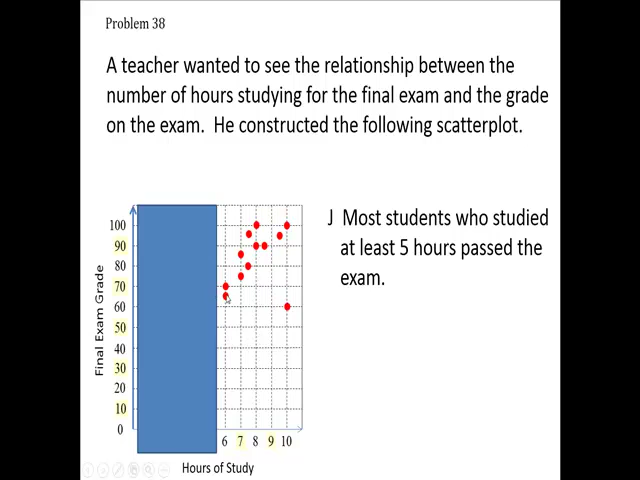 Problem 38
A teacher wanted to see the relationship between the
number of hours studying for the final exam and the grade
on the exam. He constructed the following scatterplot.
J Most students who studied
at least 5 hours passed the
exam.
Final Exam Grade
100
90
80
70
60
50
40
30
20
10
0
6 7 8 9 10
Hours of Study